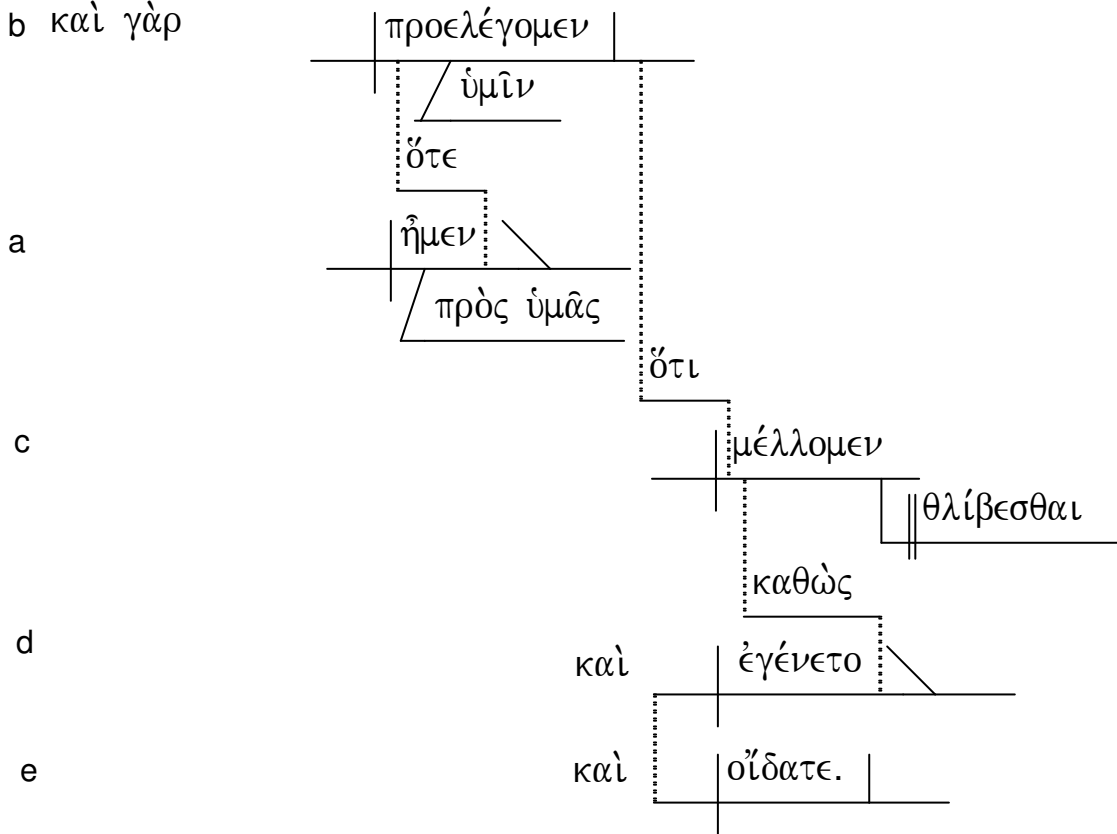 b καὶ γὰρ προελέγομεν
ὑμῖν
ὅτε
a ἦμεν
πρὸς ὑμᾶς
ὅτι
c μέλλομεν
θλίβεσθαι
καθὼς
d καὶ ἐγένετο
e καὶ οἴδατε.